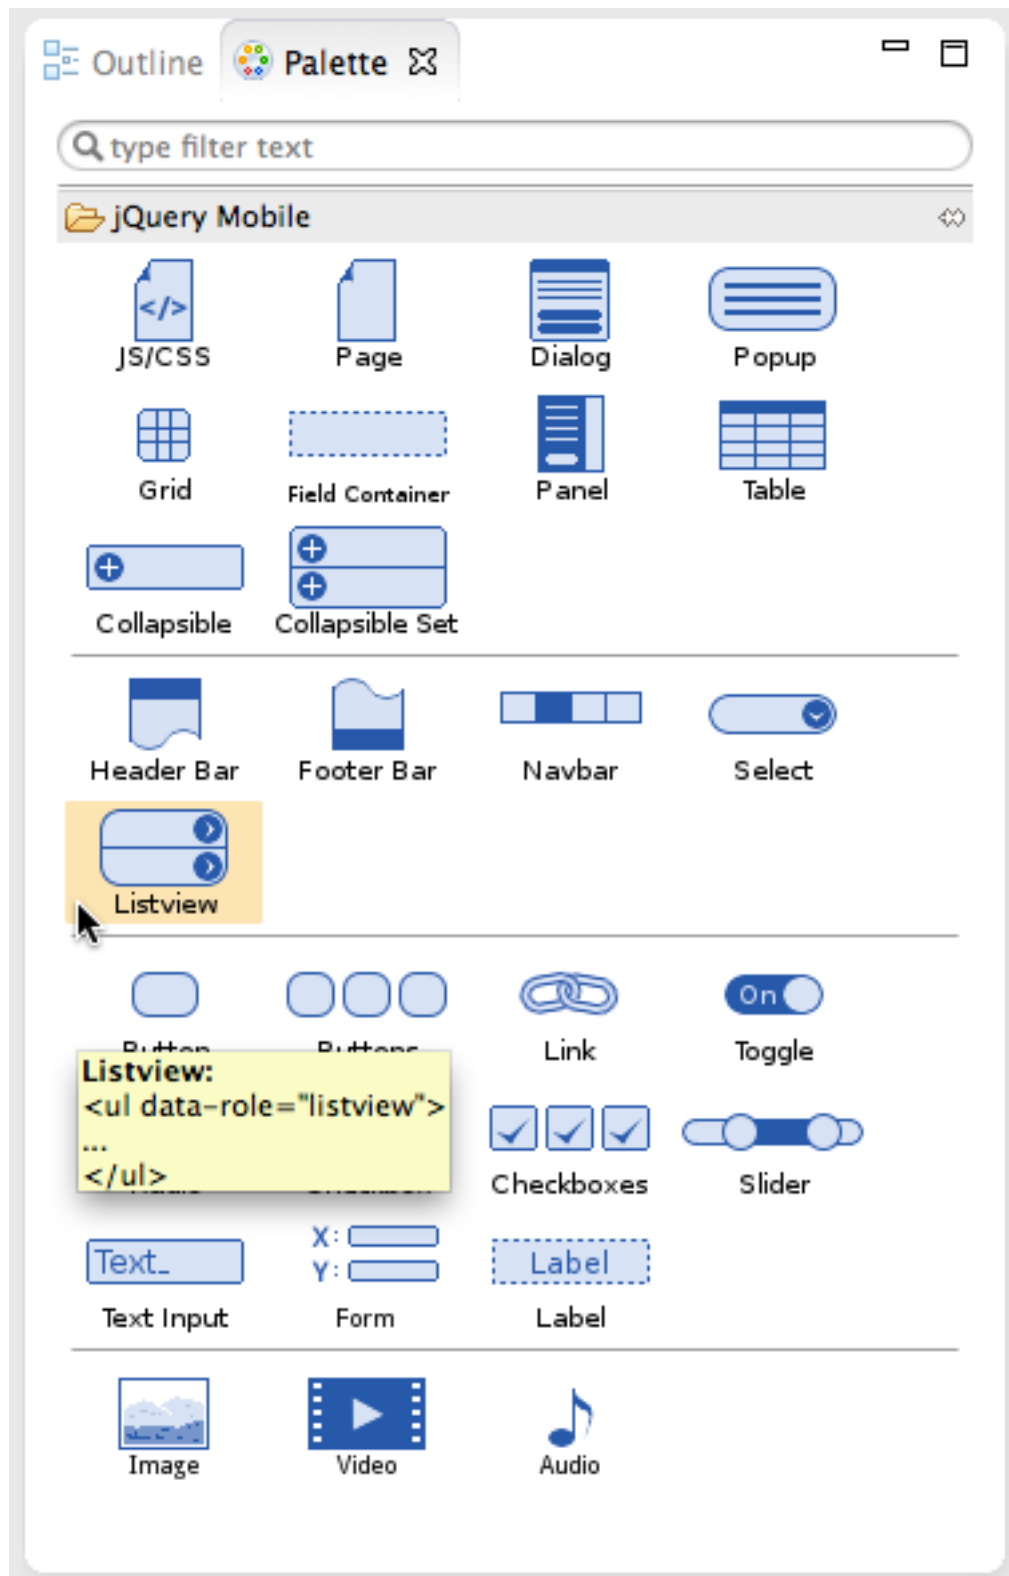 Outline Palette
type filter text
jQuery Mobile
</>
JS/CSS Page Dialog Popup
Grid Field Container Panel Table
Collapsible Collapsible Set
Header Bar Footer Bar Navbar Select
Listview
On
Button Buttons Link Toggle
Listview:
<ul data-role="listview">
...
</ul>
Checkboxes Slider
Text_
X:
Y:
Label
Text Input Form Label
Image Video Audio